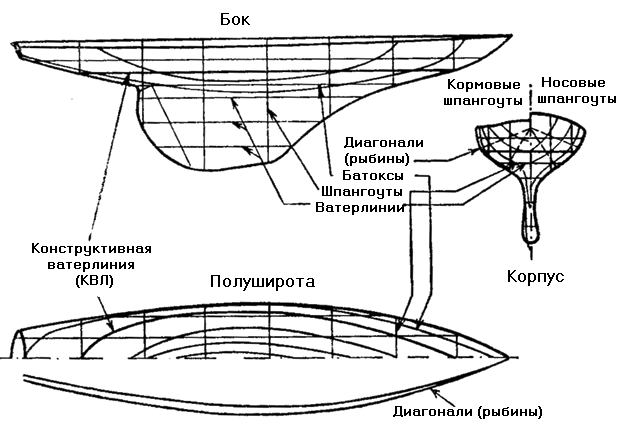 Бок
Кормовые
шпангоуты
Носовые
шпангоуты
Диагонали
(рыбины)
Батоксы
Шпангоуты
Ватерлинии
Конструктивная
ватерлиния
(КВЛ)
Полуширота
Корпус
Диагонали (рыбины)